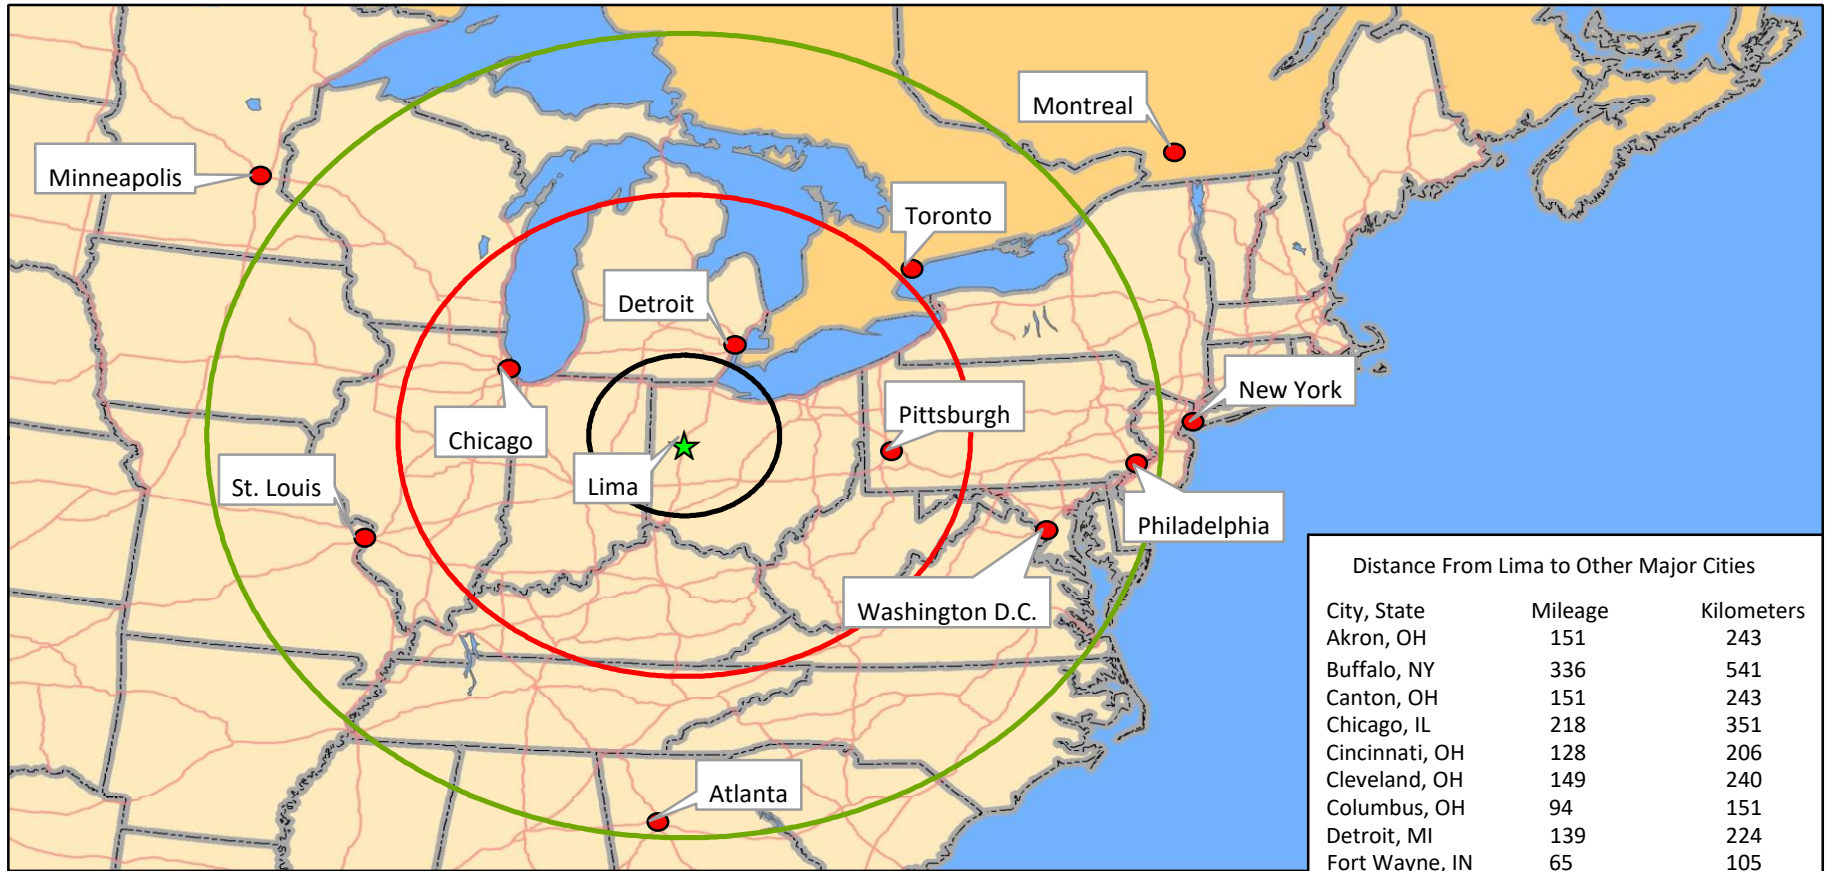 Montreal
Minneapolis
Toronto
Detroit
New York
Pittsburgh
Chicago
Lima
St. Louis
Philadelphia
Washington D.C.
Atlanta
Distance From Lima to Other Major Cities
City, State Mileage Kilometers
Akron, OH 151 243
Buffalo, NY 336 541
Canton, OH 151 243
Chicago, IL 218 351
Cincinnati, OH 128 206
Cleveland, OH 149 240
Columbus, OH 94 151
Detroit, MI 139 224
Fort Wayne, IN 65 105